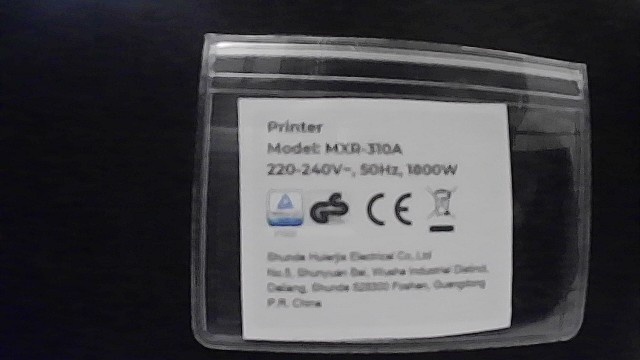 Printer
Model: MXR-310A
220-240V~, 50Hz, 1800W
CE
Shunde Electrical Co., Ltd
No.5, Shunyuan Bei, Wusha Industrial District,
Daliang, Shunde 528300 Foshan, Guangdong
P.R. China